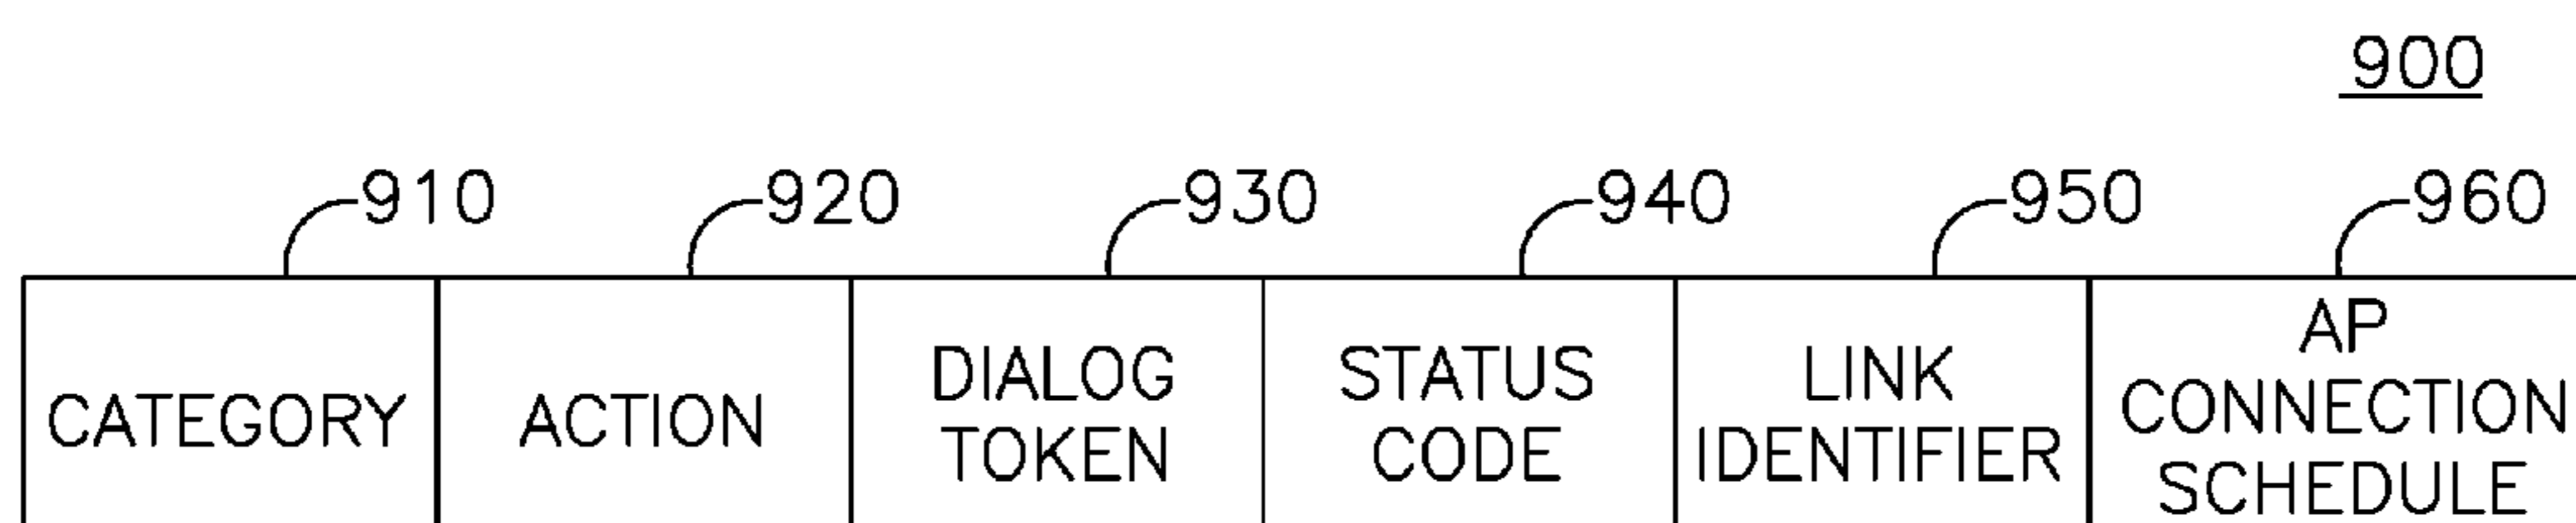 900
910 920 930 940 950 960
CATEGORY
ACTION
DIALOG
TOKEN
STATUS
CODE
LINK
IDENTIFIER
AP
CONNECTION
SCHEDULE